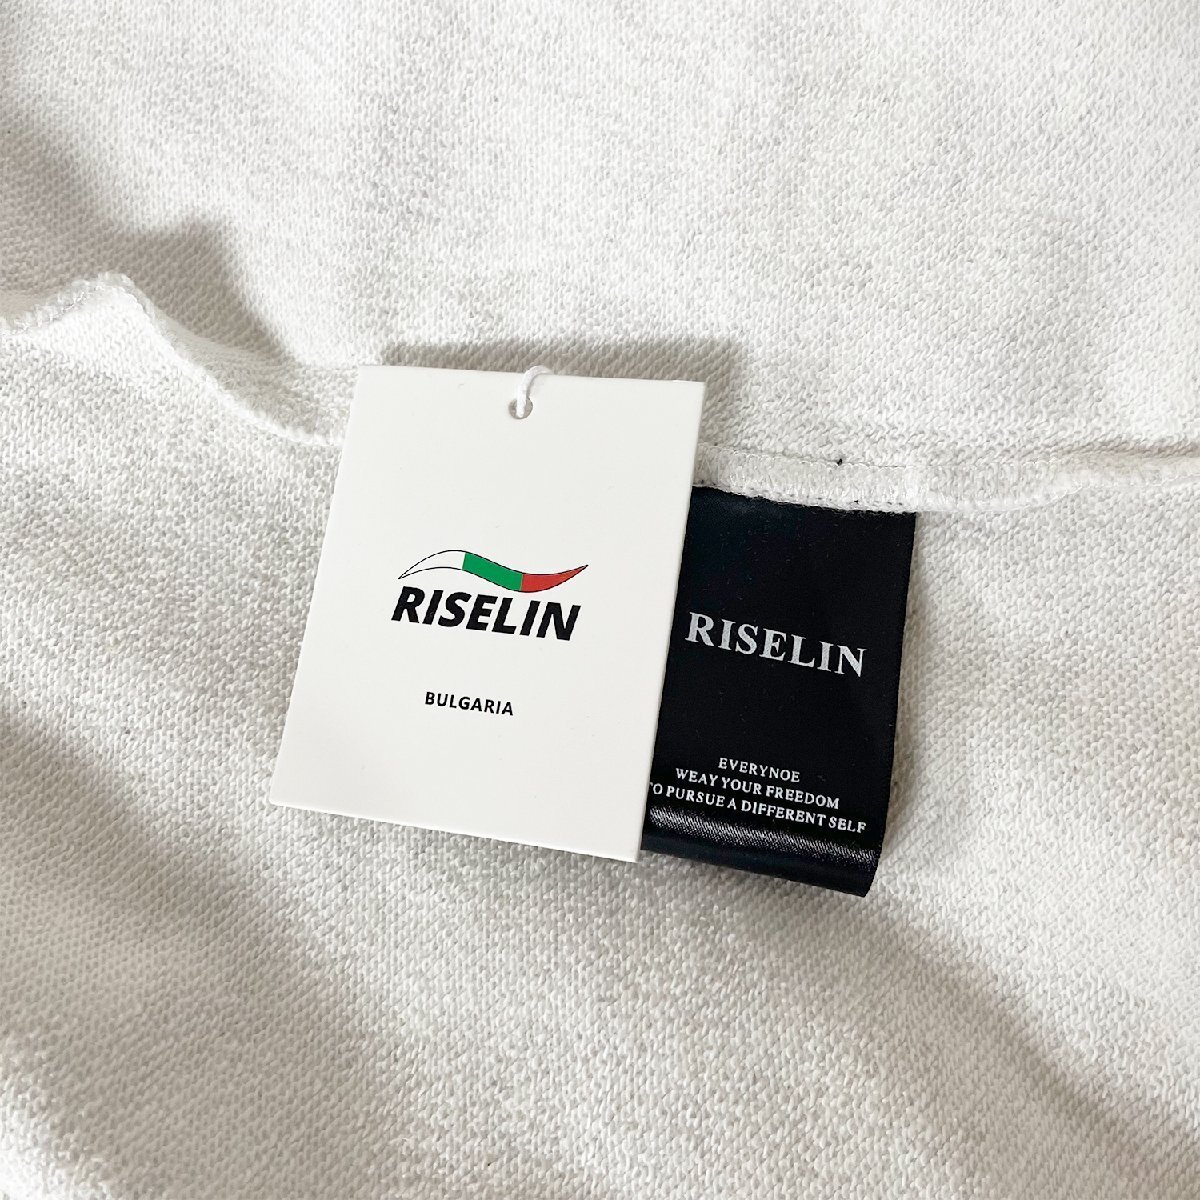 RISELIN
BULGARIA
RISELIN
EVERYNOE
WEAY YOUR FREEDOM
TO PURSUE A DIFFERENT SELF